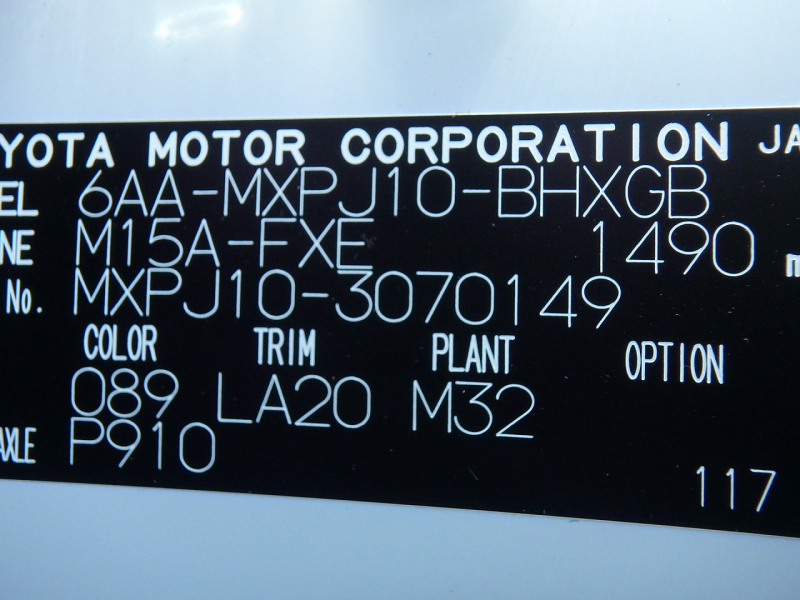 OYOTA MOTOR CORPORATION JA
EL 6AA-MXPJ10-BHXGB
NE M15A-FXE 1490 m
No. MXPJ10-3070149
COLOR TRIM PLANT OPTION
089 LA20 M32
AXLE P910
117